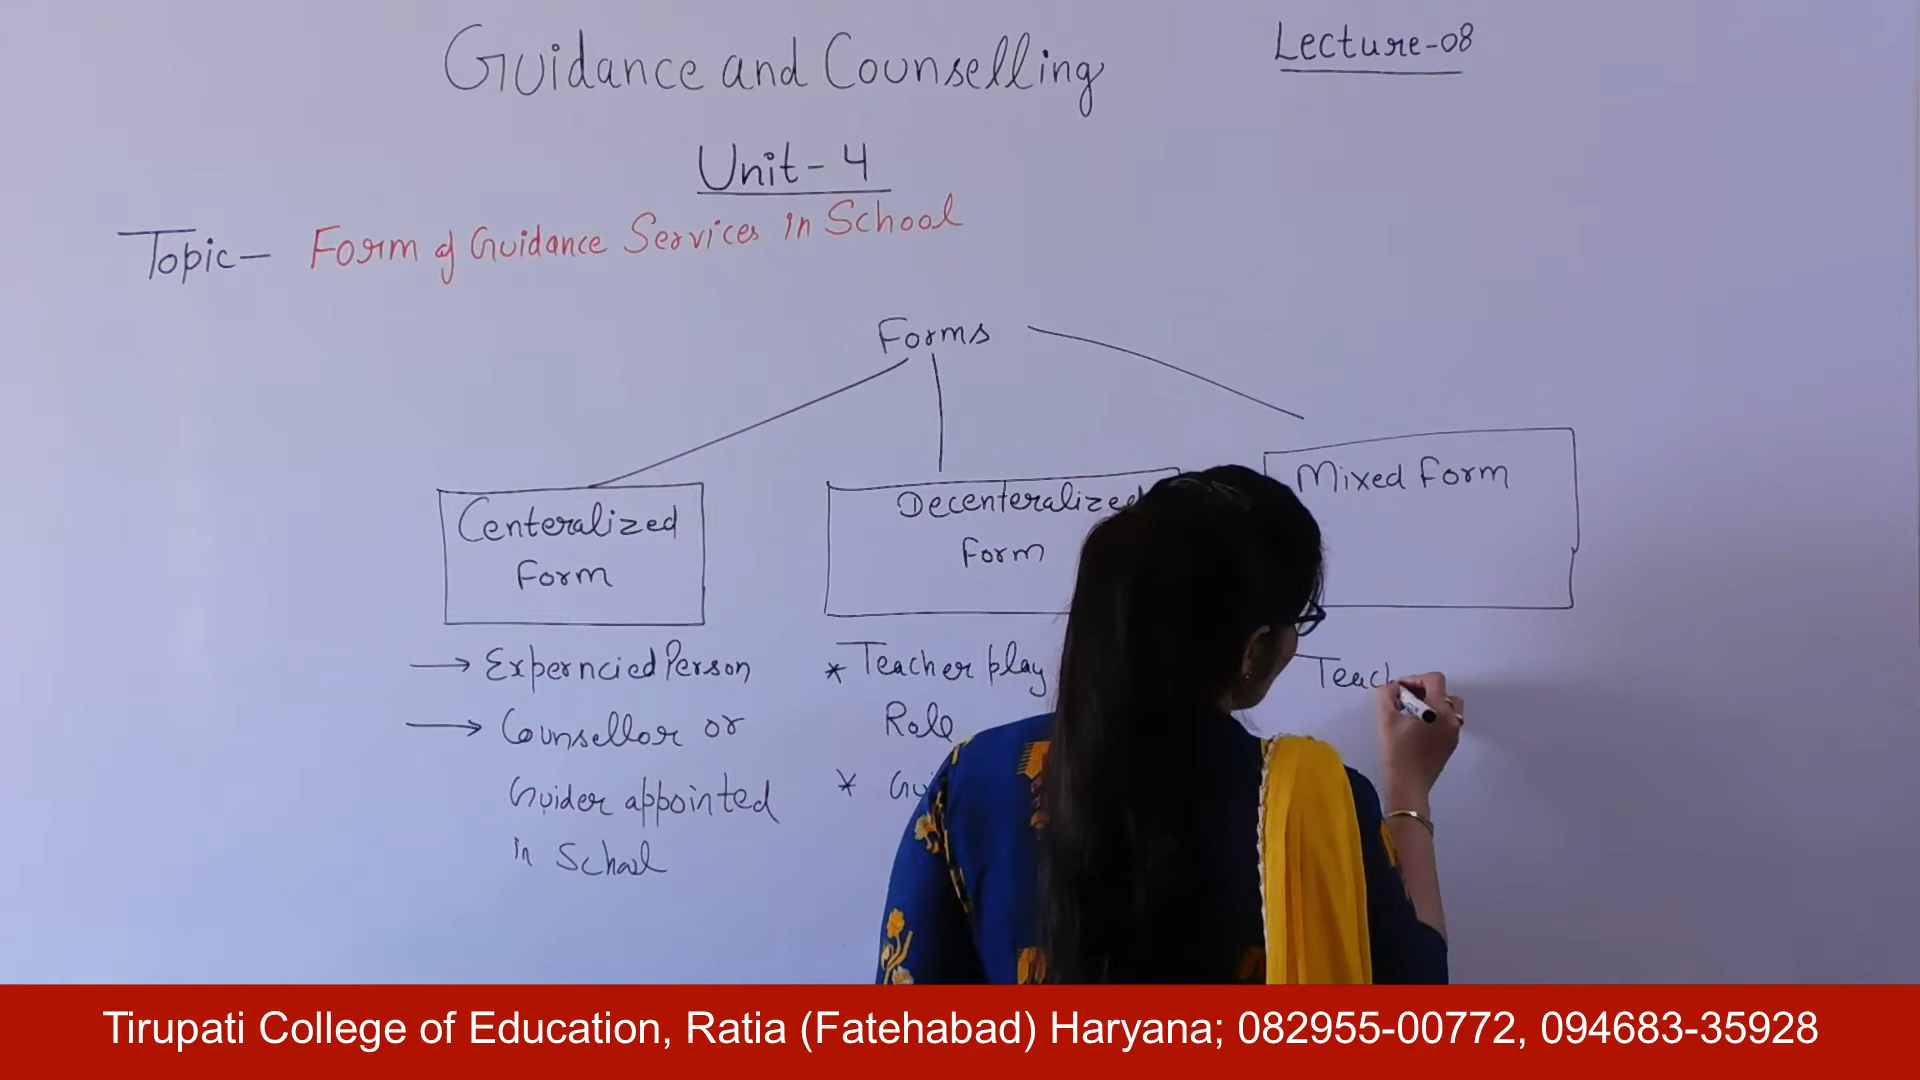 Guidance and Counselling
Lecture-08
Unit-4
Topic- Form of Guidance Services in School
Forms
Centeralized
Form
Decenteralized
Form
Mixed Form
→ Experncied Person
→ Counsellor or
Guider appointed
in School
* Teacher play
Role
*
Teach
Tirupati College of Education, Ratia (Fatehabad) Haryana; 082955-00772, 094683-35928